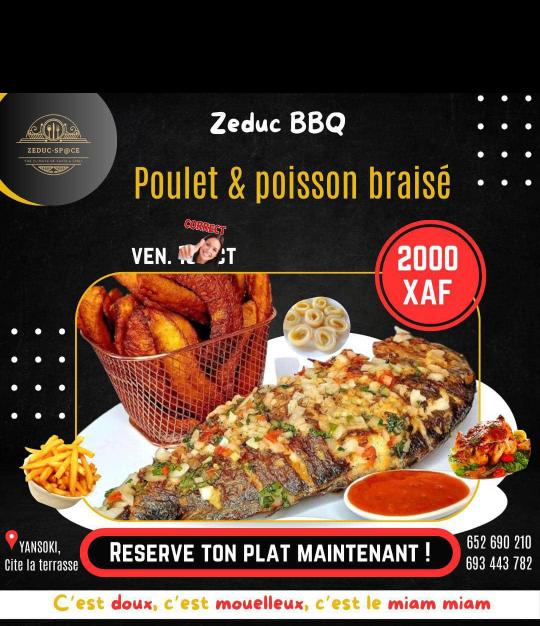 Zeduc BBQ
ZEDUC-SP@CE
Poulet & poisson braisé
CORRECT
VEN.
2000
XAF
YANSOKI,
Cite la terrasse
RESERVE TON PLAT MAINTENANT !
652 690 210
693 443 782
C'est doux, c'est mouelleux, c'est le miam miam